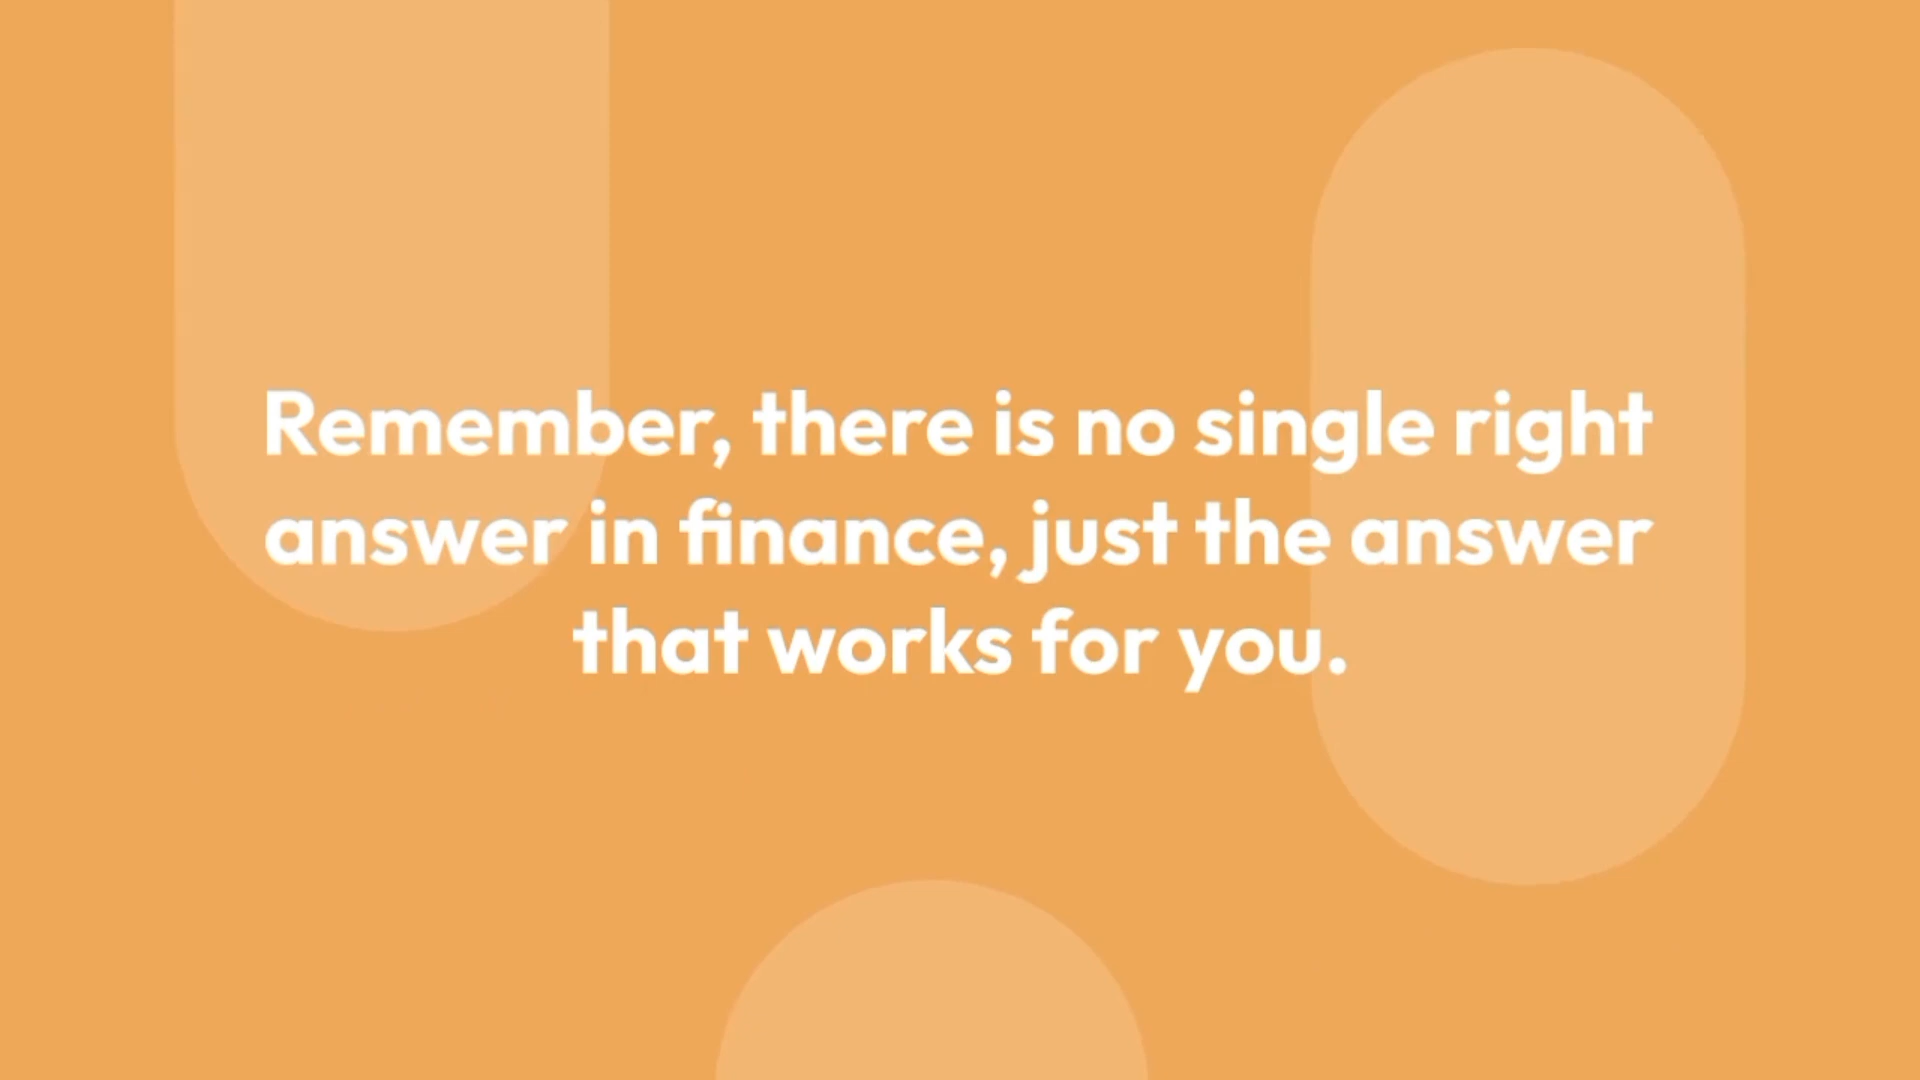 Remember, there is no single right
answer in finance, just the answer
that works for you.